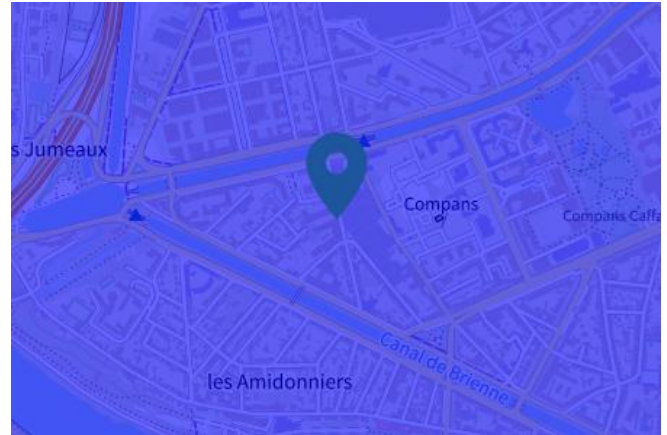 s Jumeaux
Compans
Compans Caffa
les Amidonniers
Canal de Brienne